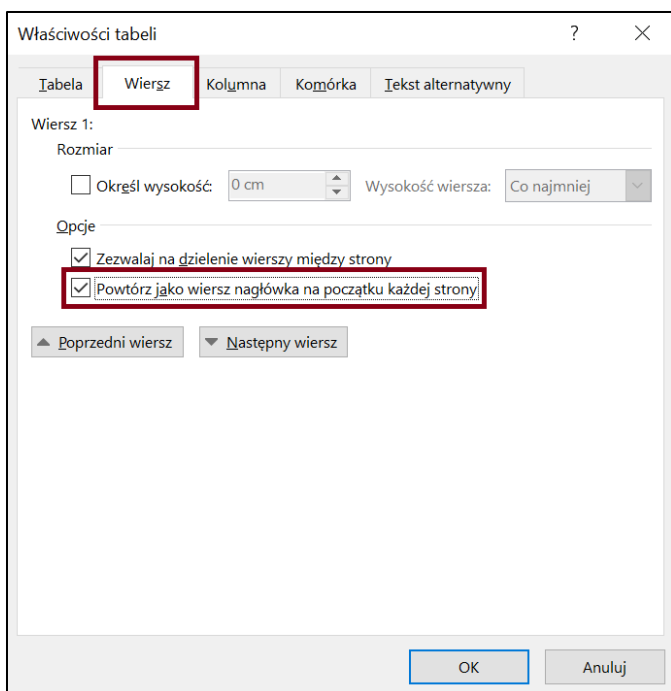 Właściwości tabeli ?
Tabela Wiersz Kolumna Komórka Tekst alternatywny
Wiersz 1:
Rozmiar
Określ wysokość: 0 cm Wysokość wiersza: Co najmniej
Opcje
Zezwalaj na dzielenie wierszy między strony
Powtórz jako wiersz nagłówka na początku każdej strony
Poprzedni wiersz Następny wiersz
OK Anuluj